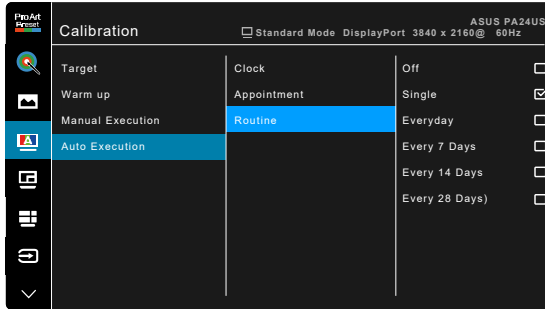 ProArt
Preset
Calibration
ASUS PA24US
Standard Mode DisplayPort 3840 x 2160@ 60Hz
Target
Warm up
Manual Execution
Auto Execution
Clock
Appointment
Routine
Off
Single
Everyday
Every 7 Days
Every 14 Days
Every 28 Days)
A